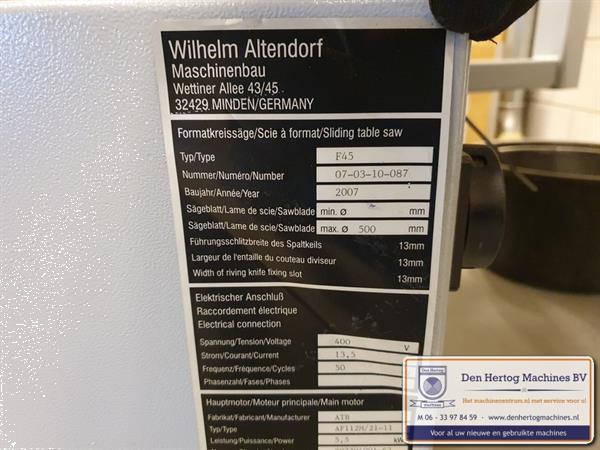 Wilhelm Altendorf
Maschinenbau
Wettiner Allee 43/45
32429 MINDEN/GERMANY
Formatkreissäge/Scie à format/Sliding table saw
Typ/Type F45
Nummer/Numéro/Number 07-03-10-087
Baujahr/Année/Year 2007
Sägeblatt/Lame de scie/Sawblade min. ø mm
Sägeblatt/Lame de scie/Sawblade max. ø 500 mm
Führungsschlitzbreite des Spaltkeils 13mm
Largeur de l'entaille du couteau diviseur 13mm
Width of riving knife fixing slot 13mm
Elektrischer Anschluß
Raccordement électrique
Electrical connection
Spannung/Tension/Voltage 400 V
Strom/Courant/Current 13,5
Frequenz/Fréquence/Cycles 50
Phasenzahl/Fases/Phases
Hauptmotor/Moteur principale/Main motor
Fabrikat/Fabricant/Manufacturer ATB
Typ/Type AF112M/21-11
Leistung/Puissance/Power 5,5 kW
Den Hertog Machines BV
Het machinecentrum.nl met service voor u!
M 06 - 33 97 84 59 - www.denhertogmachines.nl
Voor al uw nieuwe en gebruikte machines